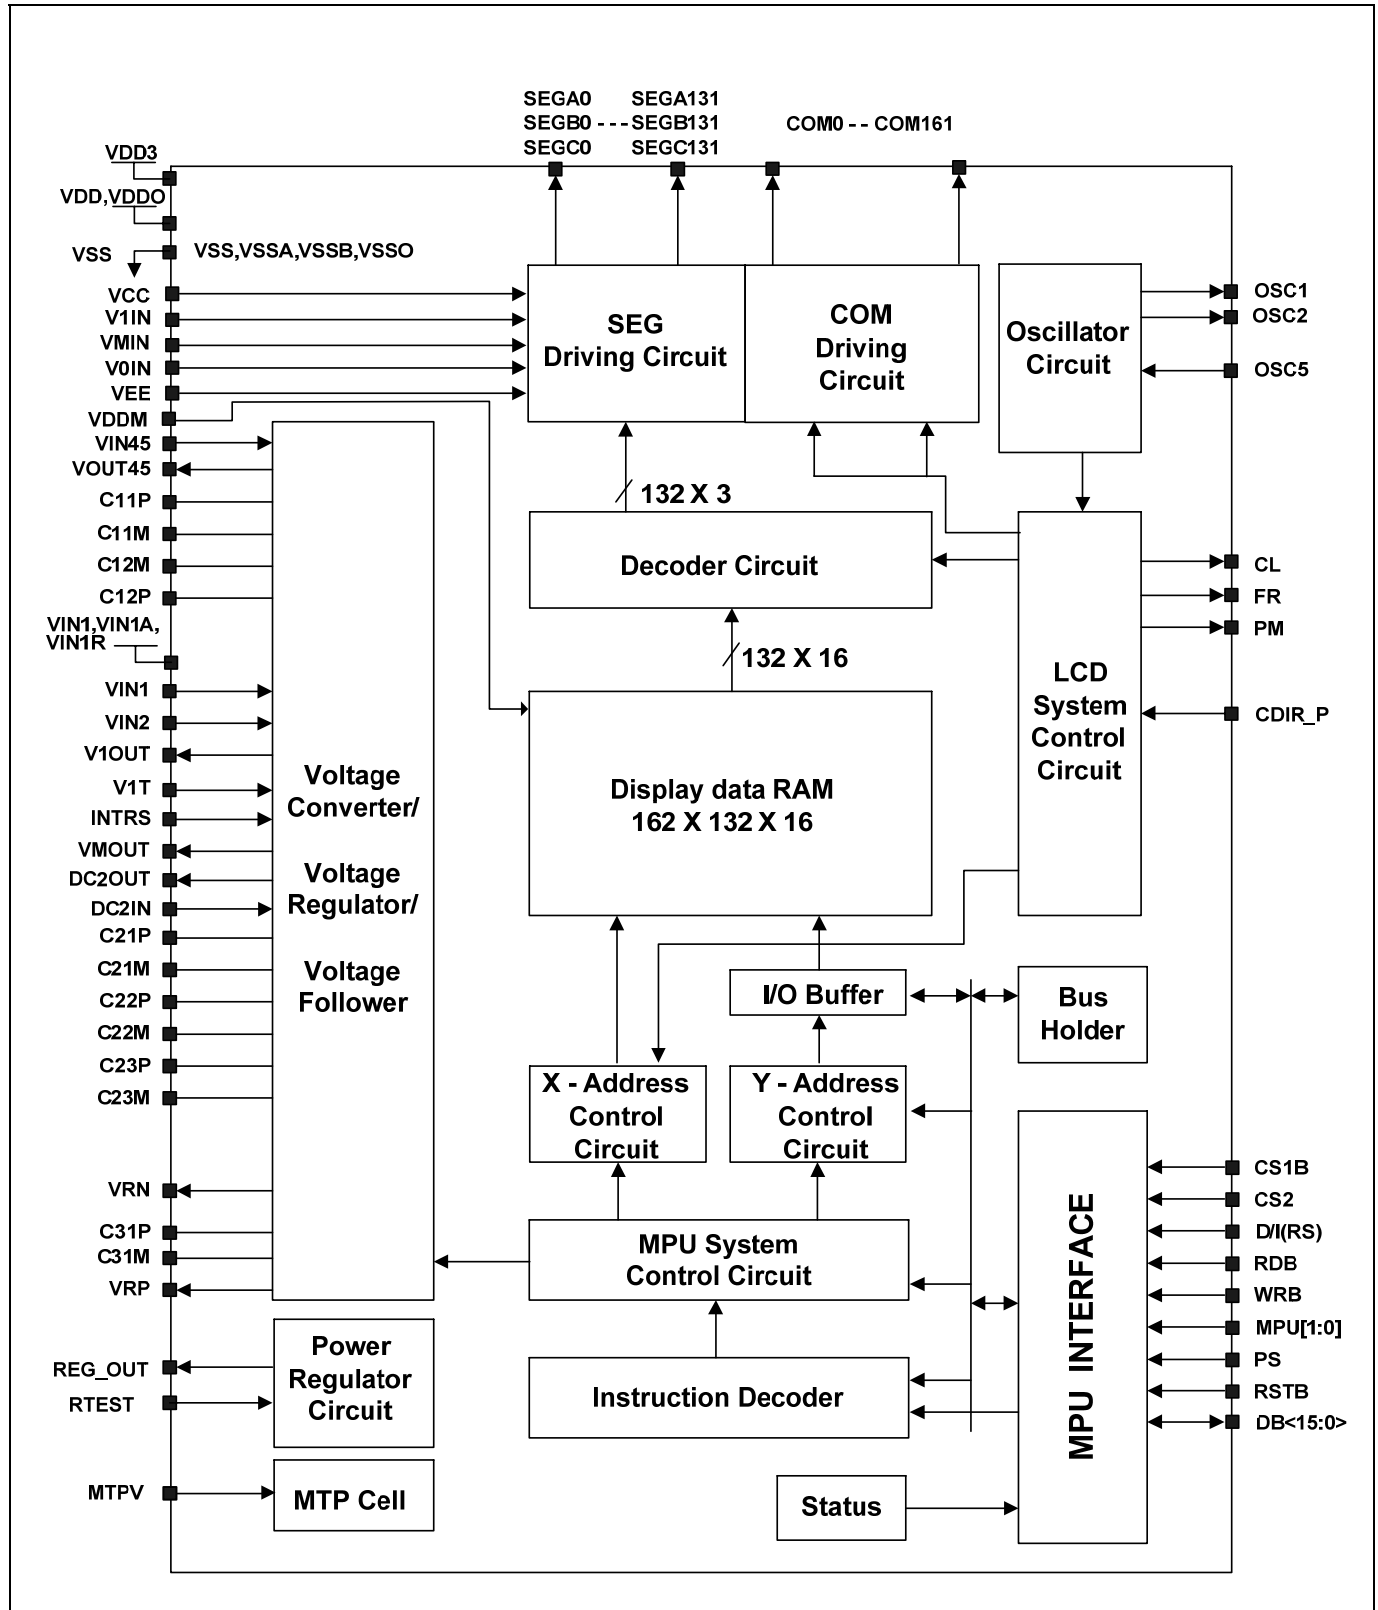 SEGA0 SEGA131
SEGB0 - - - SEGB131
SEGC0 SEGC131
COM0 - - COM161
VDD3
VDD,VDDO
VSS
VSS,VSSA,VSSB,VSSO
VCC
V1IN
VMIN
V0IN
VEE
VDDM
VIN45
VOUT45
C11P
C11M
C12M
C12P
VIN1,VIN1A,
VIN1R
VIN1
VIN2
V1OUT
V1T
INTRS
VMOUT
DC2OUT
DC2IN
C21P
C21M
C22P
C22M
C23P
C23M
VRN
C31P
C31M
VRP
REG_OUT
RTEST
MTPV
Voltage
Converter/
Voltage
Regulator/
Voltage
Follower
Power
Regulator
Circuit
MTP Cell
SEG
Driving Circuit
COM
Driving
Circuit
132 X 3
Decoder Circuit
132 X 16
Display data RAM
162 X 132 X 16
I/O Buffer
X - Address
Control
Circuit
Y - Address
Control
Circuit
MPU System
Control Circuit
Instruction Decoder
Status
Oscillator
Circuit
LCD
System
Control
Circuit
Bus
Holder
MPU INTERFACE
OSC1
OSC2
OSC5
CL
FR
PM
CDIR_P
CS1B
CS2
D/I(RS)
RDB
WRB
MPU[1:0]
PS
RSTB
DB<15:0>